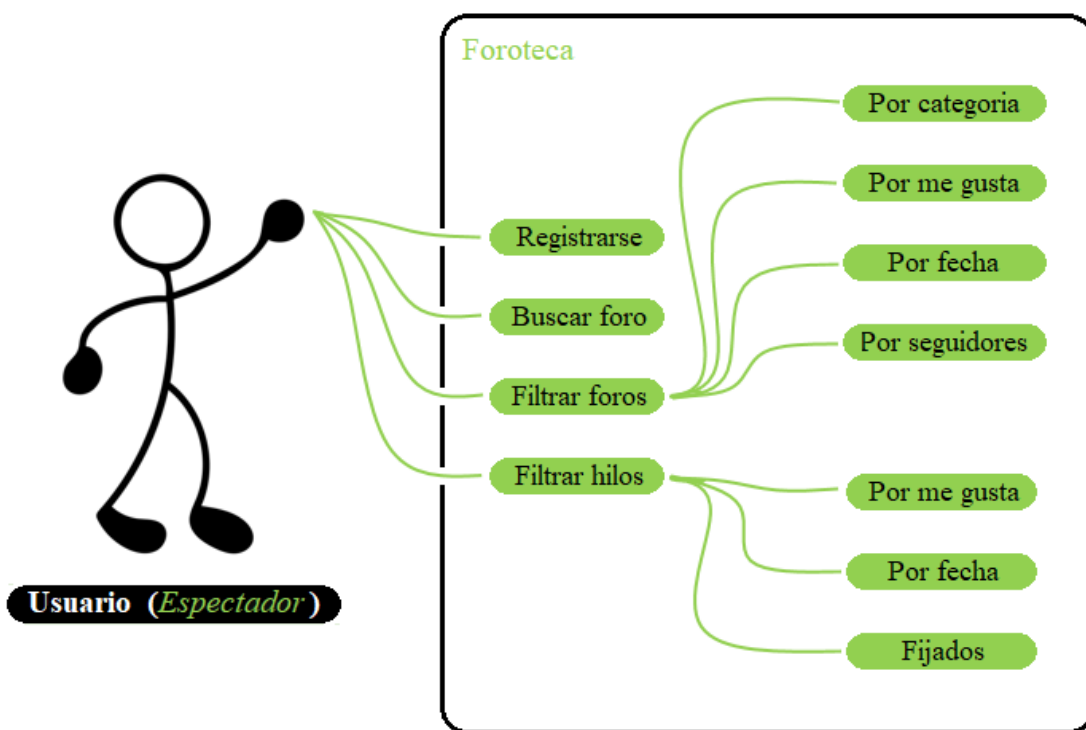 Foroteca
Registrarse
Buscar foro
Filtrar foros
Filtrar hilos
Por categoria
Por me gusta
Por fecha
Por seguidores
Por me gusta
Por fecha
Fijados
Usuario (Espectador)